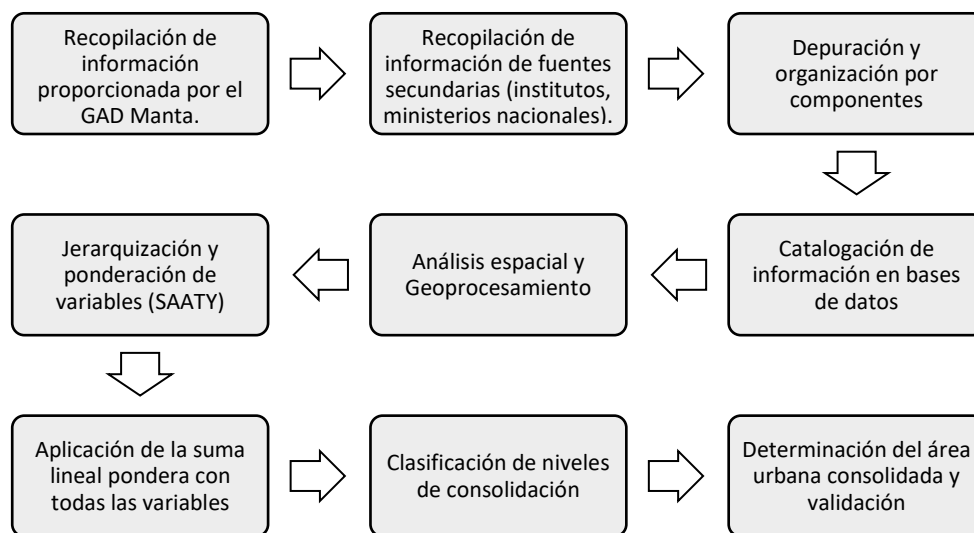 Recopilación de
información
proporcionada por el
GAD Manta.
Recopilación de
información de fuentes
secundarias (institutos,
ministerios nacionales).
Depuración y
organización por
componentes
Catalogación de
información en bases
de datos
Análisis espacial y
Geoprocesamiento
Jerarquización y
ponderación de
variables (SAATY)
Aplicación de la suma
lineal pondera con
todas las variables
Clasificación de niveles
de consolidación
Determinación del área
urbana consolidada y
validación